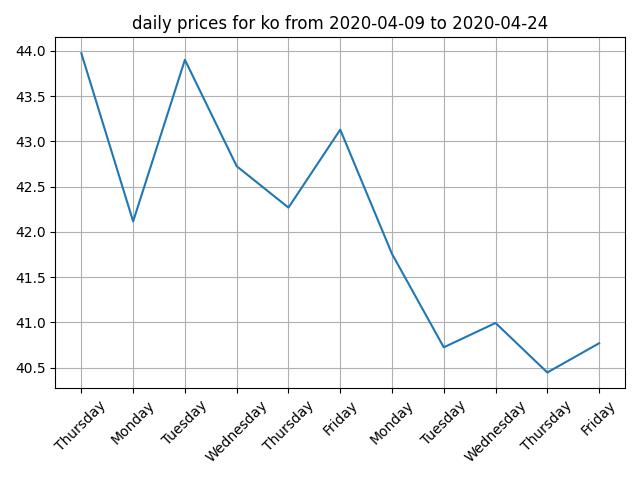 daily prices for ko from 2020-04-09 to 2020-04-24
44.0
43.5
43.0
42.5
42.0
41.5
41.0
40.5
Thursday
Monday
Tuesday
Wednesday
Thursday
Friday
Monday
Tuesday
Wednesday
Thursday
Friday